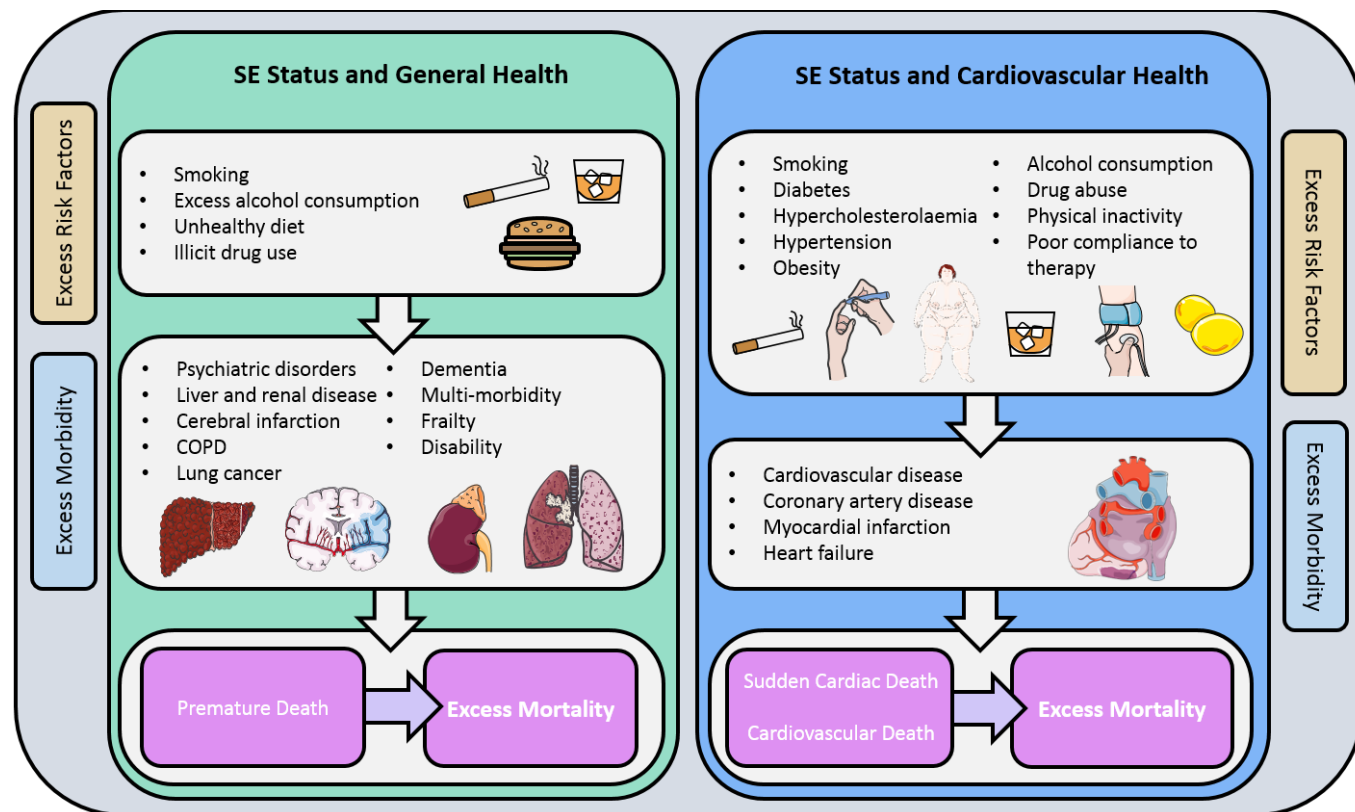 SE Status and General Health
Excess Risk Factors
• Smoking
• Excess alcohol consumption
• Unhealthy diet
• Illicit drug use
Excess Morbidity
• Psychiatric disorders
• Liver and renal disease
• Cerebral infarction
• COPD
• Lung cancer
• Dementia
• Multi-morbidity
• Frailty
• Disability
Premature Death
Excess Mortality
SE Status and Cardiovascular Health
Excess Risk Factors
• Smoking
• Diabetes
• Hypercholesterolaemia
• Hypertension
• Obesity
• Alcohol consumption
• Drug abuse
• Physical inactivity
• Poor compliance to
therapy
Excess Morbidity
• Cardiovascular disease
• Coronary artery disease
• Myocardial infarction
• Heart failure
Sudden Cardiac Death
Cardiovascular Death
Excess Mortality